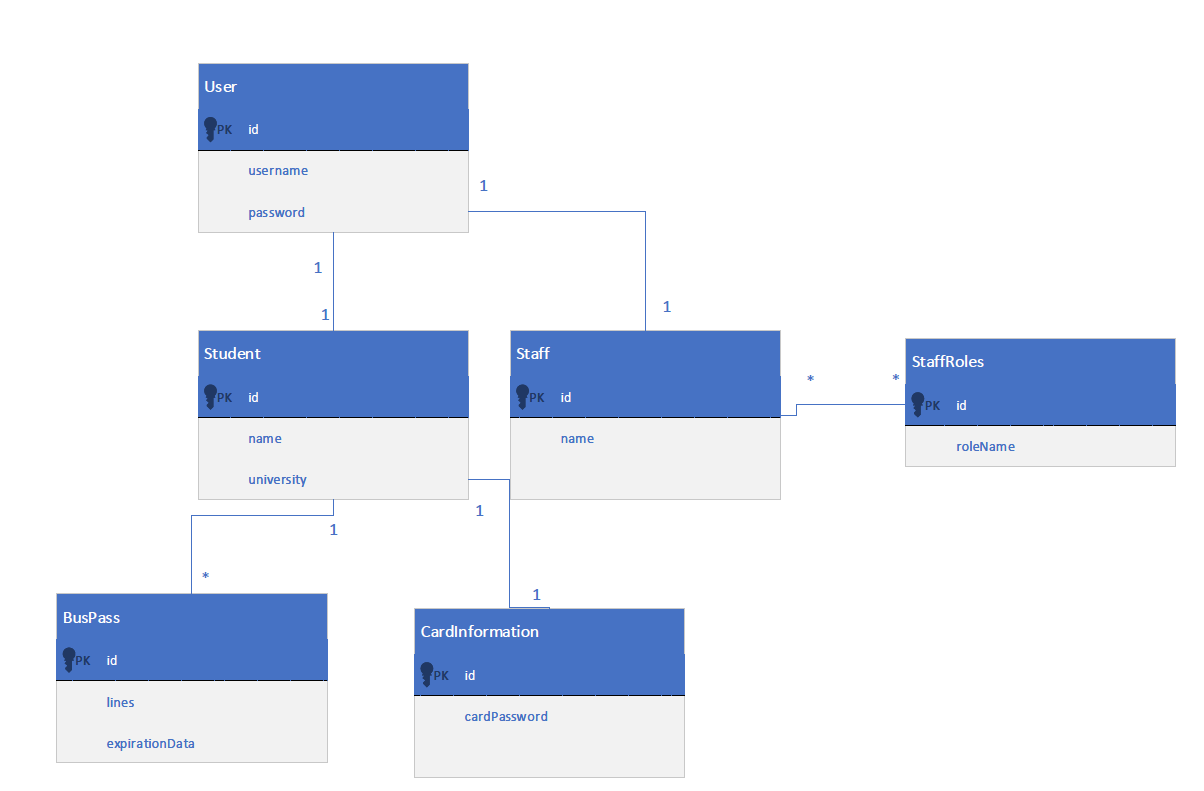 User
PK id
username
password
1
1
1
1
Student
PK id
name
university
Staff
PK id
name
*
*
StaffRoles
PK id
roleName
1
1
*
1
BusPass
PK id
lines
expirationData
CardInformation
PK id
cardPassword